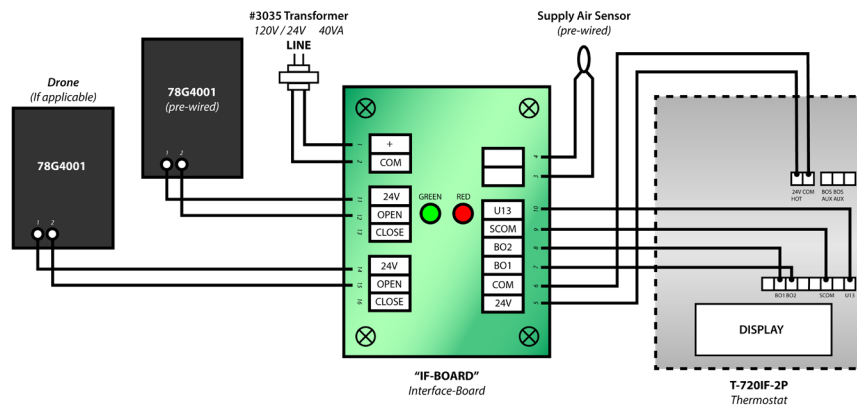 #3035 Transformer
120V / 24V 40VA
LINE
Supply Air Sensor
(pre-wired)
Drone
(If applicable)
78G4001
(pre-wired)
78G4001
1 2
1 2
1
2
+
COM
11
12
13
24V
OPEN
CLOSE
14
15
16
24V
OPEN
CLOSE
GREEN
RED
4
3
U13
SCOM
BO2
BO1
COM
24V
10
9
8
7
6
5
24V COM
HOT
BOS BOS
AUX AUX
BO1 BO2
SCOM
U13
DISPLAY
"IF-BOARD"
Interface-Board
T-720IF-2P
Thermostat